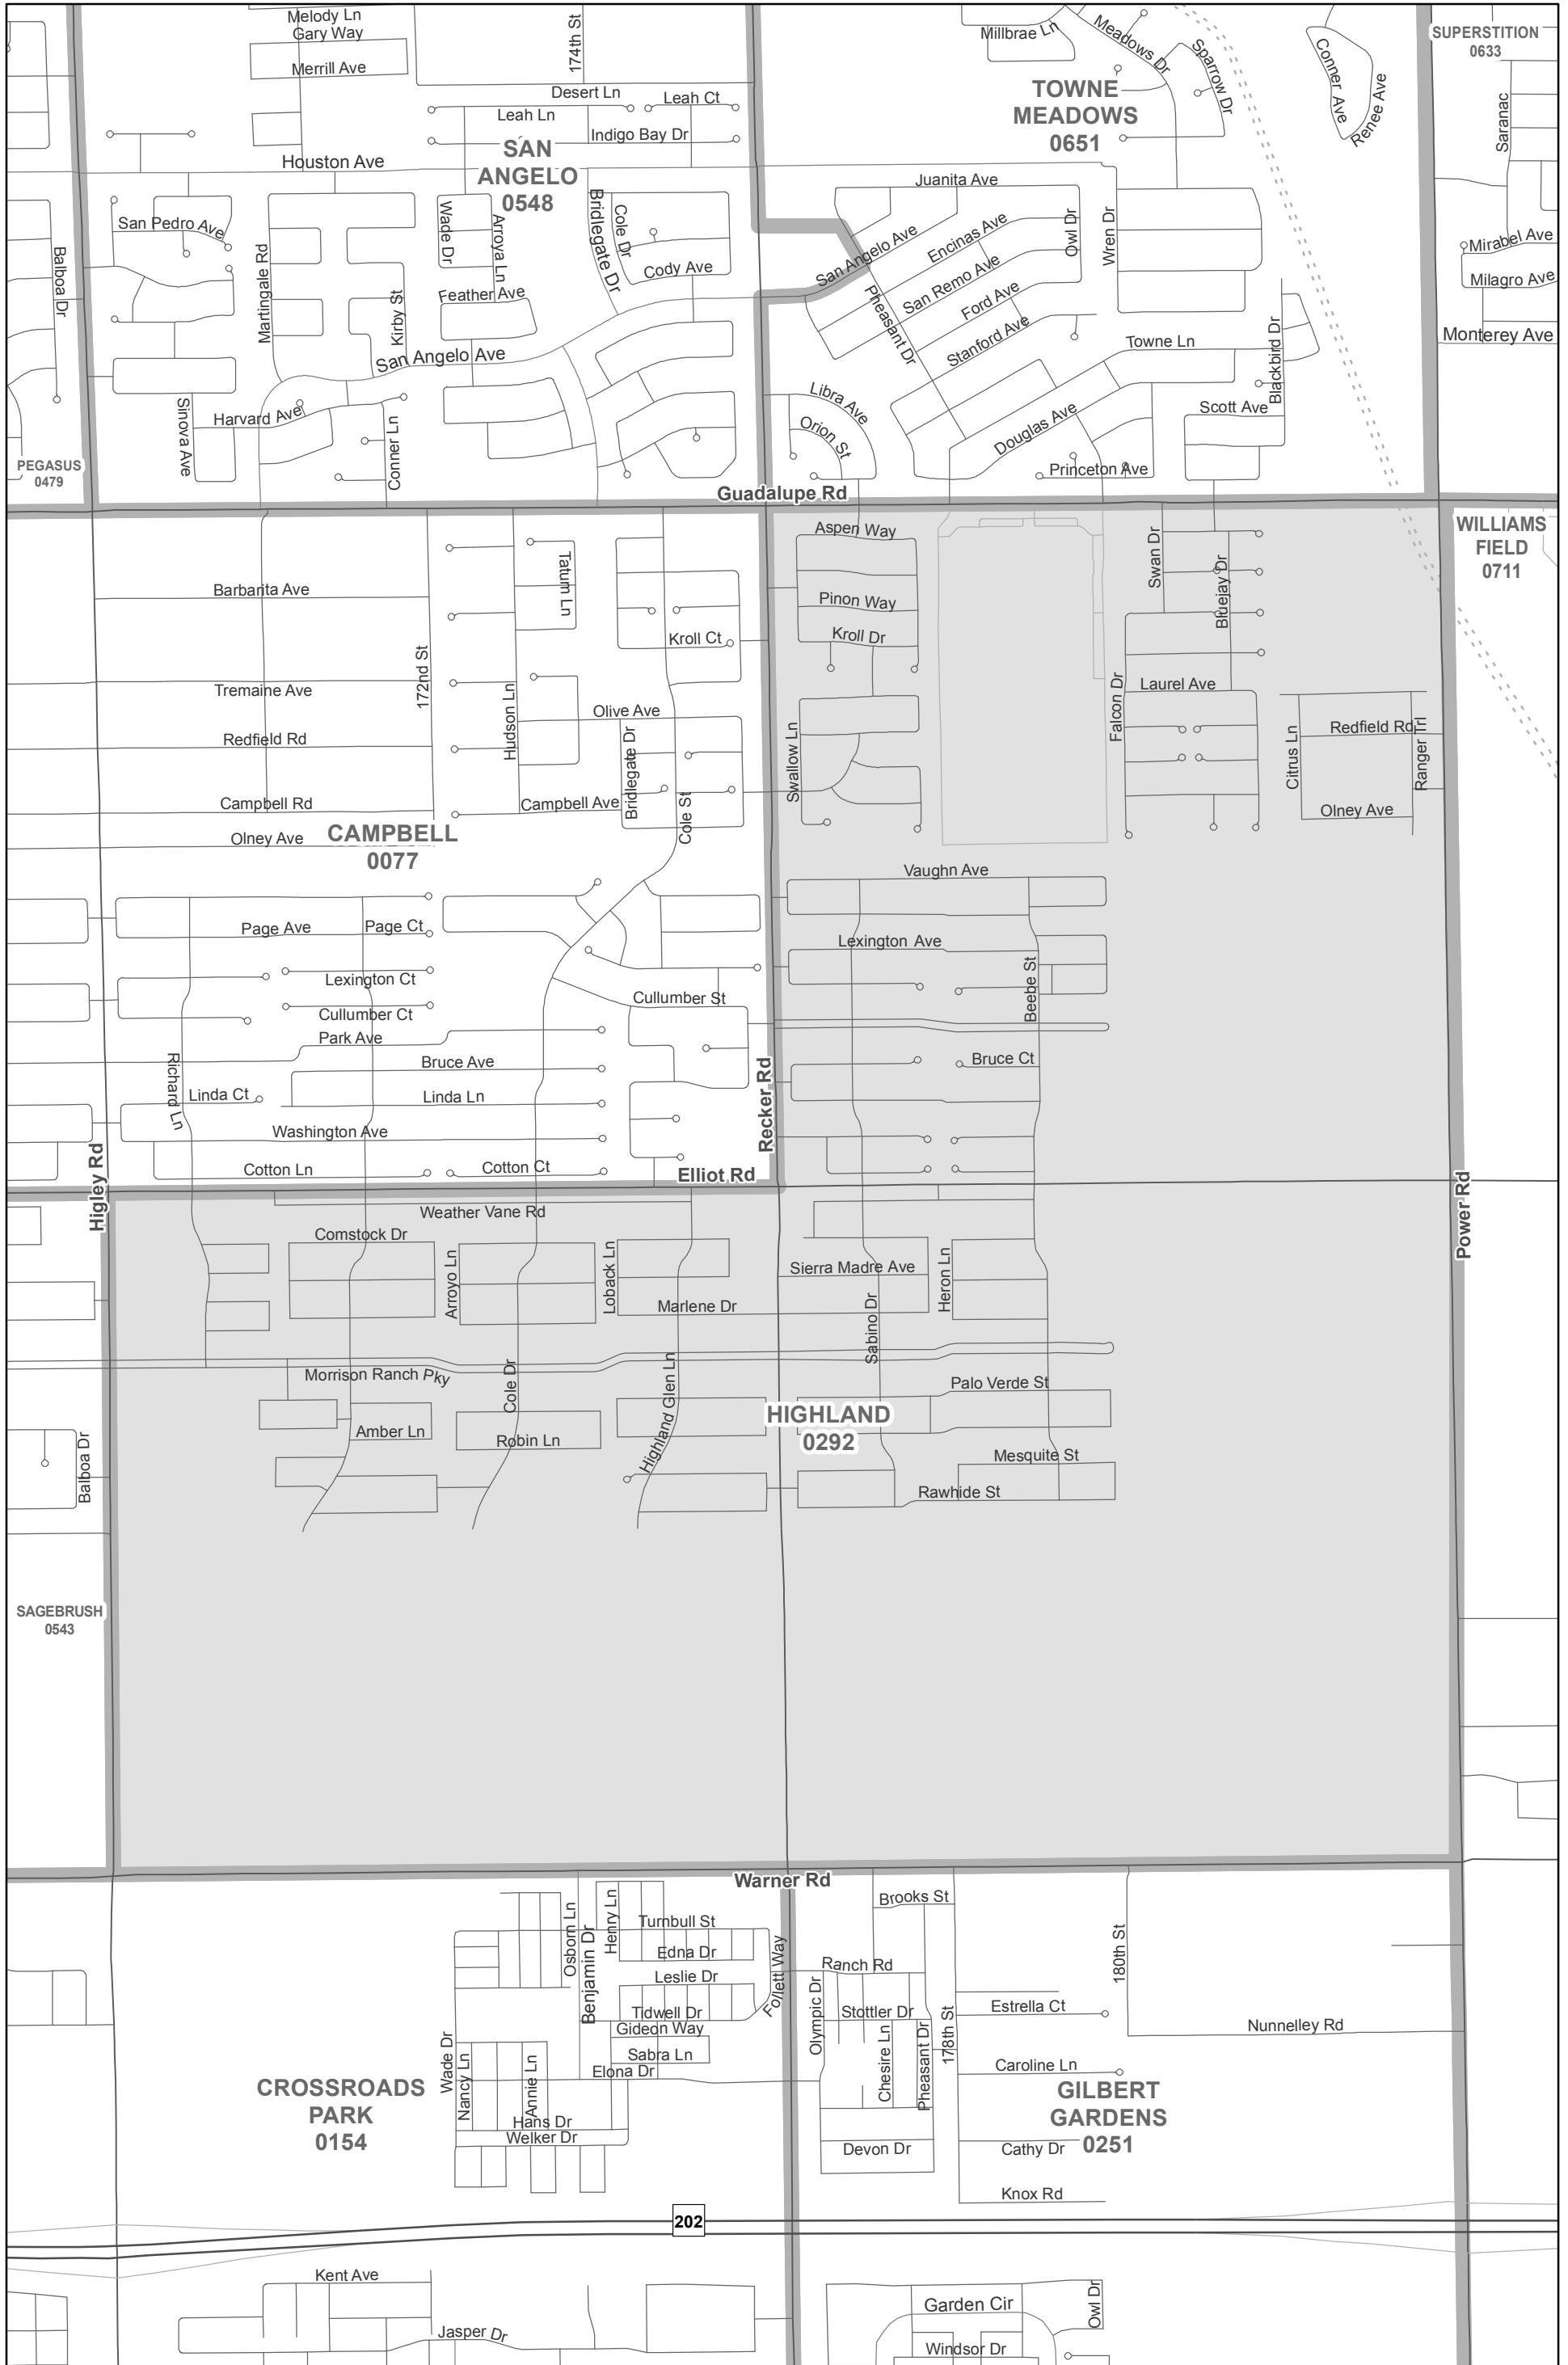 Melody Ln
Gary Way
Merrill Ave
174th St
Desert Ln
Leah Ct
Leah Ln
Indigo Bay Dr
Houston Ave
SAN
ANGELO
0548
Millbrae Ln
Meadows Dr
Sparrow Dr
TOWNE
MEADOWS
0651
Conner Ave
Renee Ave
SUPERSTITION
0633
Saranac
San Pedro Ave
Balboa Dr
Martingale Rd
Kirby St
Wade Dr
Arroya Ln
Bridlegate Dr
Cole Dr
Cody Ave
Feather Ave
San Angelo Ave
Juanita Ave
San Angelo Ave
Encinas Ave
San Remo Ave
Ford Ave
Stanford Ave
Pheasant Dr
Owl Dr
Wren Dr
Towne Ln
Blackbird Dr
Mirabel Ave
Milagro Ave
Monterey Ave
Sinova Ave
Harvard Ave
Conner Ln
Libra Ave
Orion St
Douglas Ave
Scott Ave
Princeton Ave
PEGASUS
0479
Guadalupe Rd
WILLIAMS
FIELD
0711
Barbarita Ave
172nd St
Tatum Ln
Kroll Ct
Hudson Ln
Tremaine Ave
Redfield Rd
Olive Ave
Bridlegate Dr
Campbell Rd
Campbell Ave
Cole St
Olney Ave
CAMPBELL
0077
Aspen Way
Pinon Way
Kroll Dr
Swallow Ln
Swan Dr
Bluejay Dr
Falcon Dr
Laurel Ave
Citrus Ln
Redfield Rd
Ranger Trl
Olney Ave
Vaughn Ave
Page Ave
Page Ct
Lexington Ave
Lexington Ct
Cullumber St
Cullumber Ct
Beebe St
Park Ave
Richard Ln
Bruce Ave
Bruce Ct
Linda Ct
Linda Ln
Recker Rd
Washington Ave
Cotton Ln
Cotton Ct
Elliot Rd
Higley Rd
Power Rd
Weather Vane Rd
Comstock Dr
Arroyo Ln
Loback Ln
Sierra Madre Ave
Heron Ln
Marlene Dr
Sabino Dr
Morrison Ranch Pky
Cole Dr
Highland Glen Ln
Palo Verde St
HIGHLAND
0292
Amber Ln
Robin Ln
Mesquite St
Rawhide St
Balboa Dr
SAGEBRUSH
0543
Warner Rd
Osborn Ln
Benjamin Dr
Henry Ln
Turnbull St
Edna Dr
Leslie Dr
Tidwell Dr
Gideon Way
Sabra Ln
Elona Dr
Follett Way
Wade Dr
Nancy Ln
Annie Ln
Hans Dr
Welker Dr
CROSSROADS
PARK
0154
Brooks St
Ranch Rd
Olympic Dr
Stottler Dr
Chesire Ln
Pheasant Dr
178th St
180th St
Estrella Ct
Nunnelley Rd
Caroline Ln
GILBERT
GARDENS
0251
Devon Dr
Cathy Dr
Knox Rd
202
Kent Ave
Jasper Dr
Garden Cir
Windsor Dr
Owl Dr